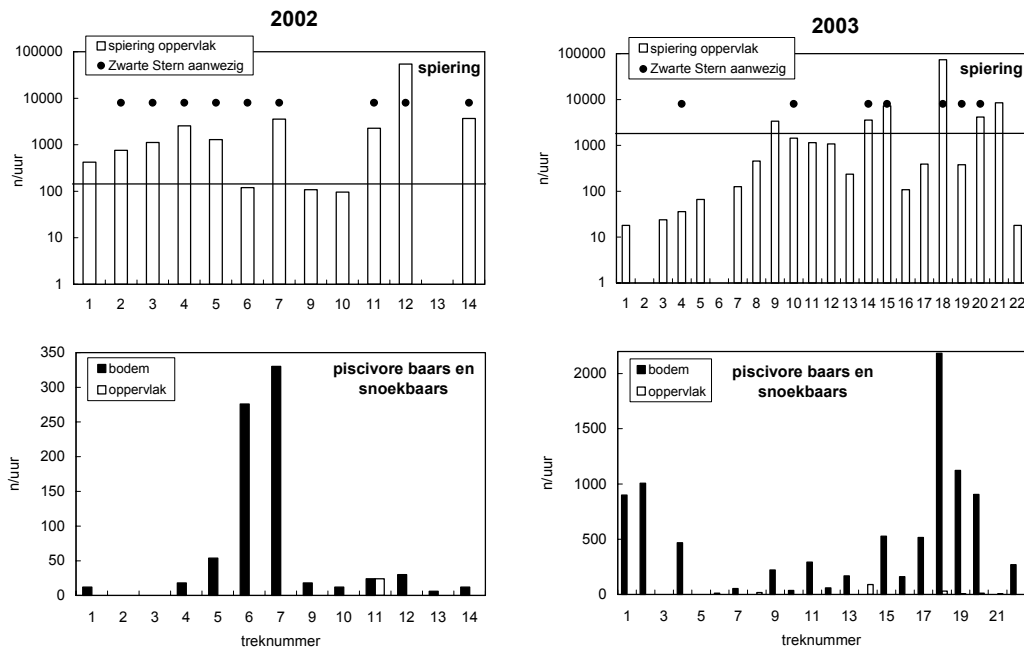 2002
100000
10000
1000
100
10
1
n/uur
spiering oppervlak
Zwarte Stern aanwezig
spiering
1 2 3 4 5 6 7 9 10 11 12 13 14
2003
100000
10000
1000
100
10
1
n/uur
spiering oppervlak
Zwarte Stern aanwezig
spiering
1 2 3 4 5 7 8 9 10 11 12 13 14 15 16 17 18 19 20 21 22
350
300
250
200
150
100
50
0
n/uur
bodem
oppervlak
piscivore baars en
snoekbaars
1 2 3 4 5 6 7 9 10 11 12 13 14
treknummer
2000
1500
1000
500
0
n/uur
bodem
oppervlak
piscivore baars en
snoekbaars
1 3 5 7 9 11 13 15 17 19 21
treknummer